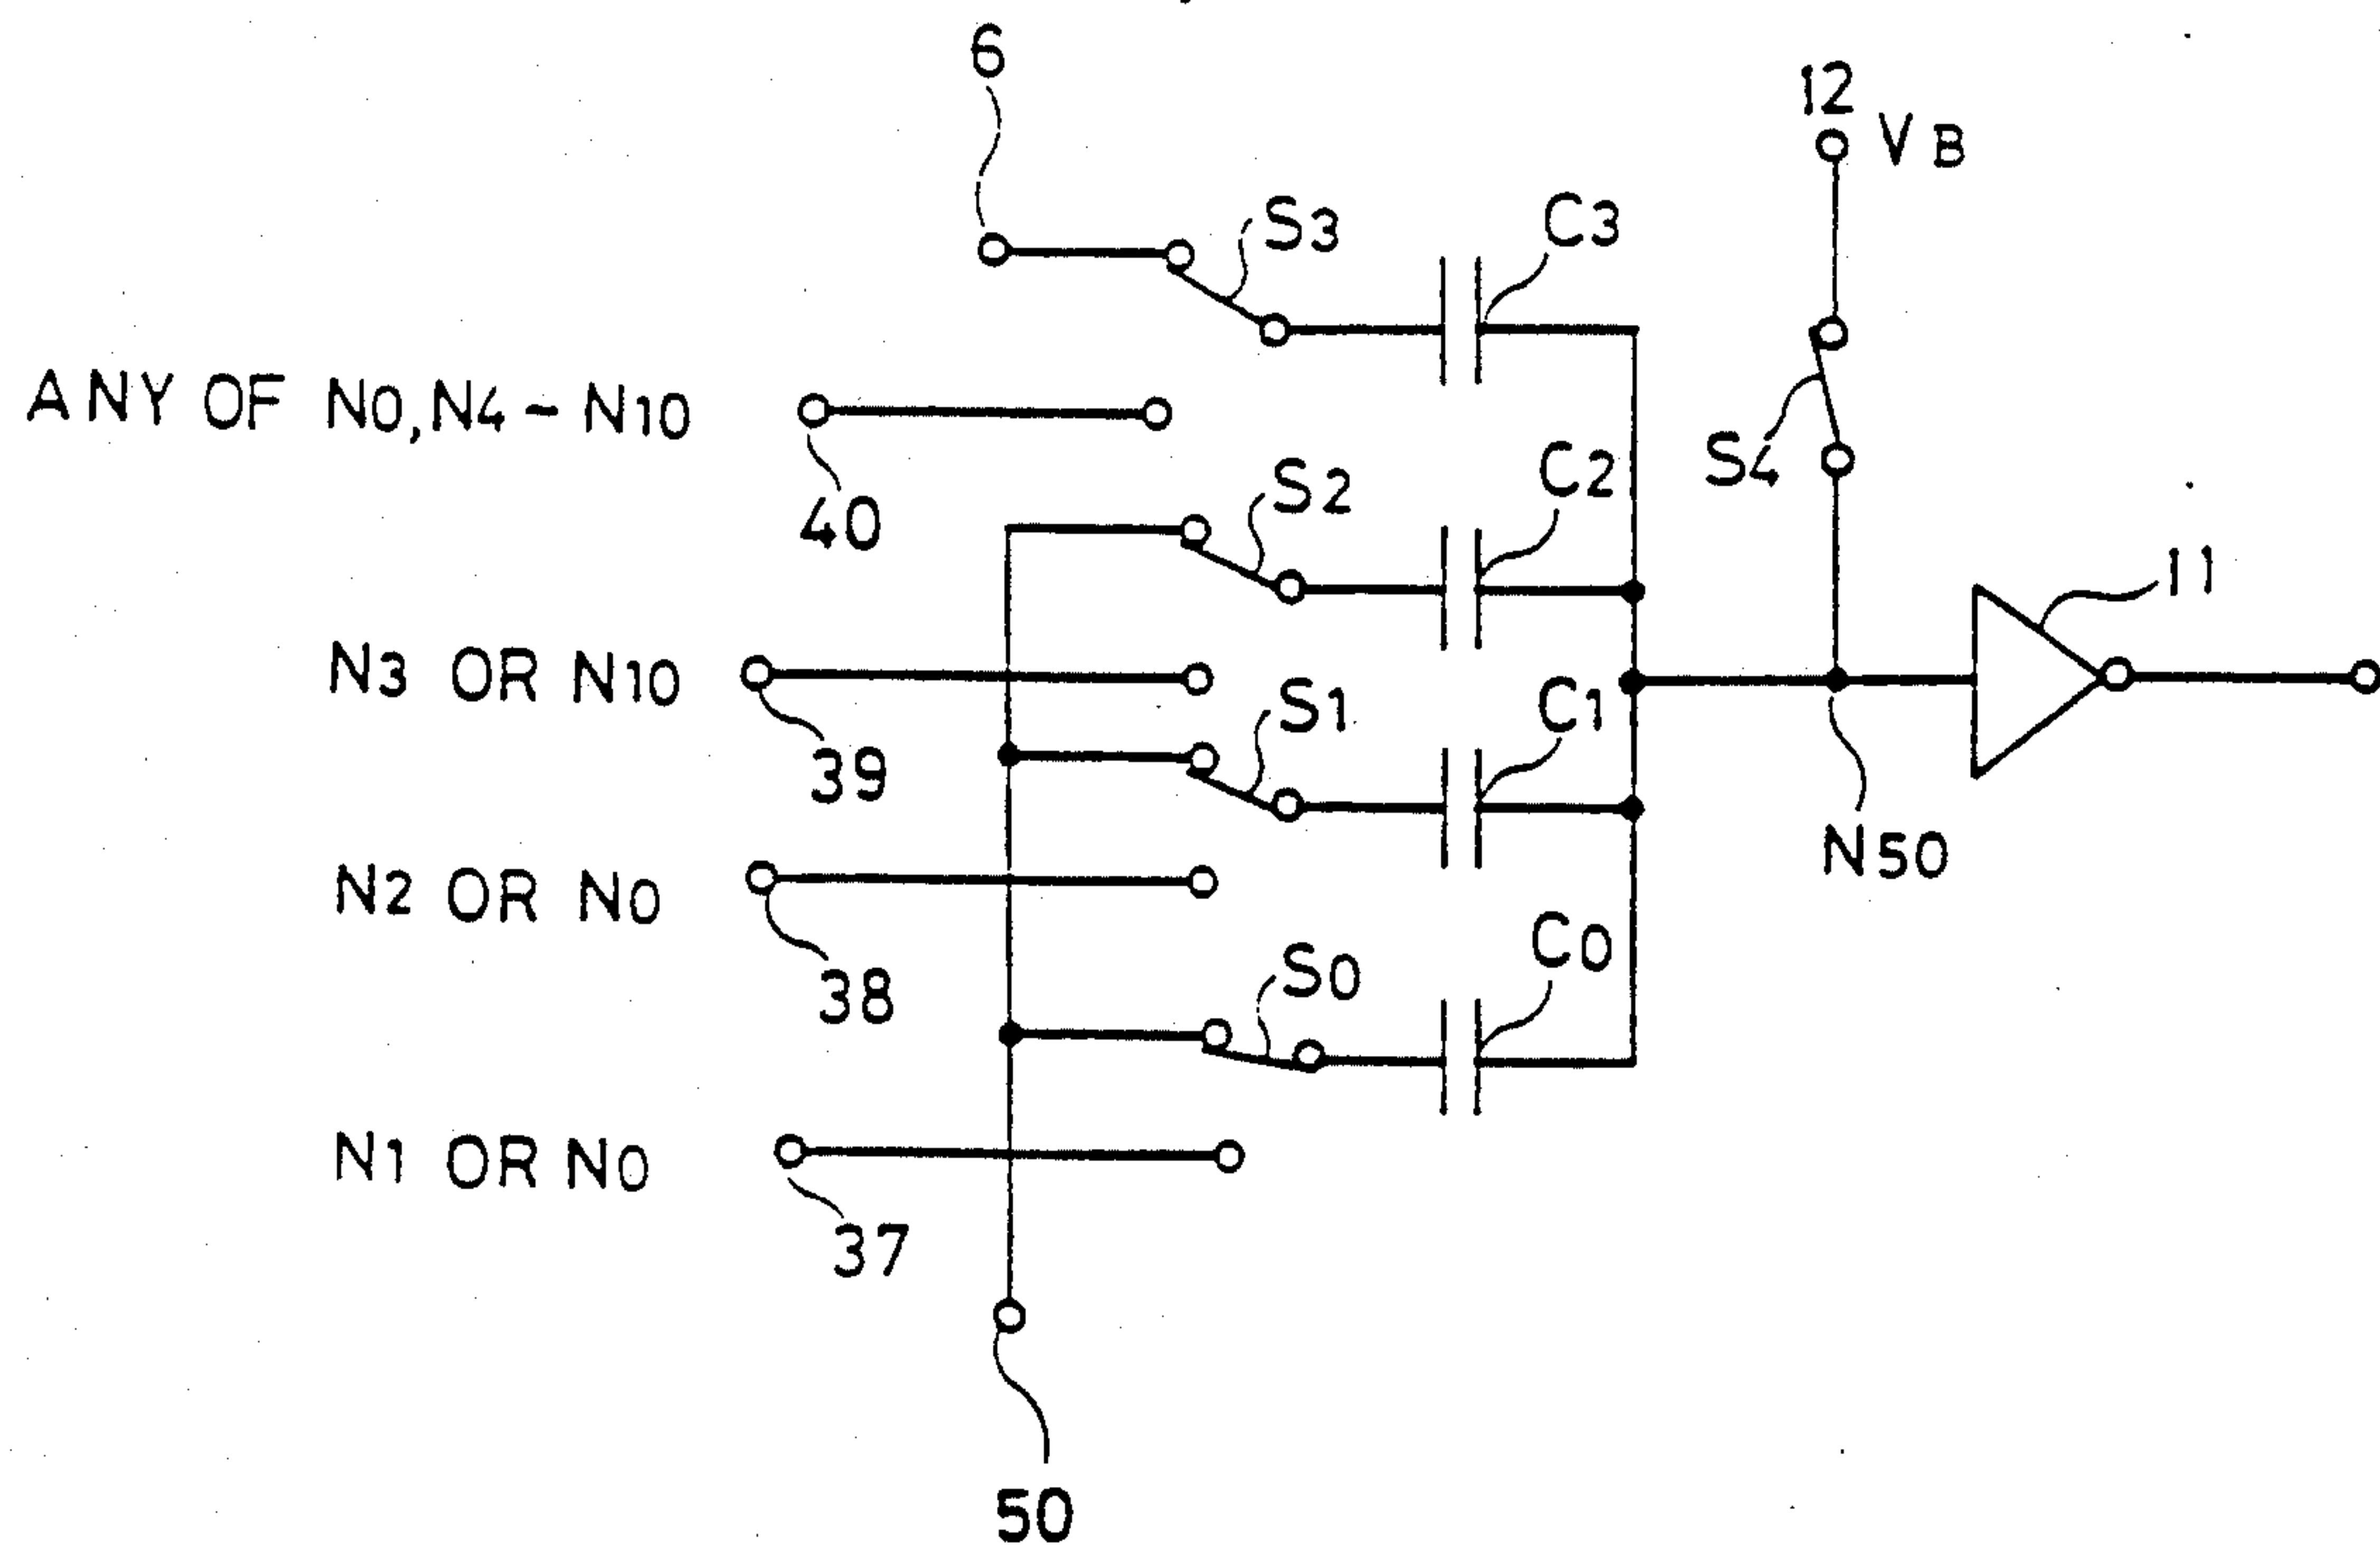 6
12
VB
S3
C3
ANY OF N0, N4 - N10
40
S2
C2
S4
11
N3 OR N10
39
S1
C1
N50
N2 OR N0
38
S0
C0
N1 OR N0
37
50